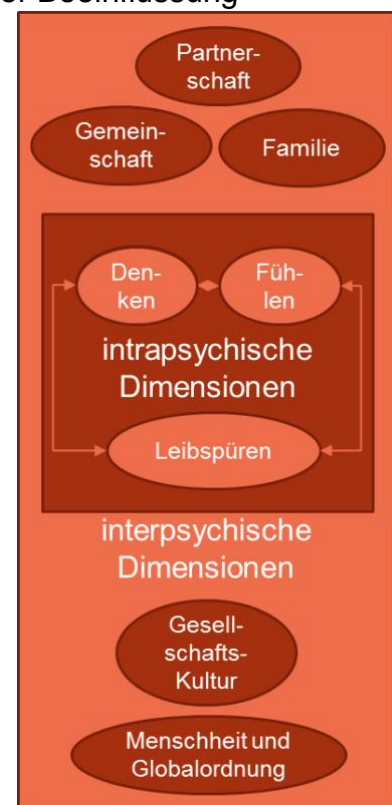 Partner-
schaft
Gemein-
schaft
Familie
Den-
ken
Füh-
len
intrapsychische
Dimensionen
Leibspüren
interpsychische
Dimensionen
Gesell-
schafts-
Kultur
Menschheit und
Globalordnung